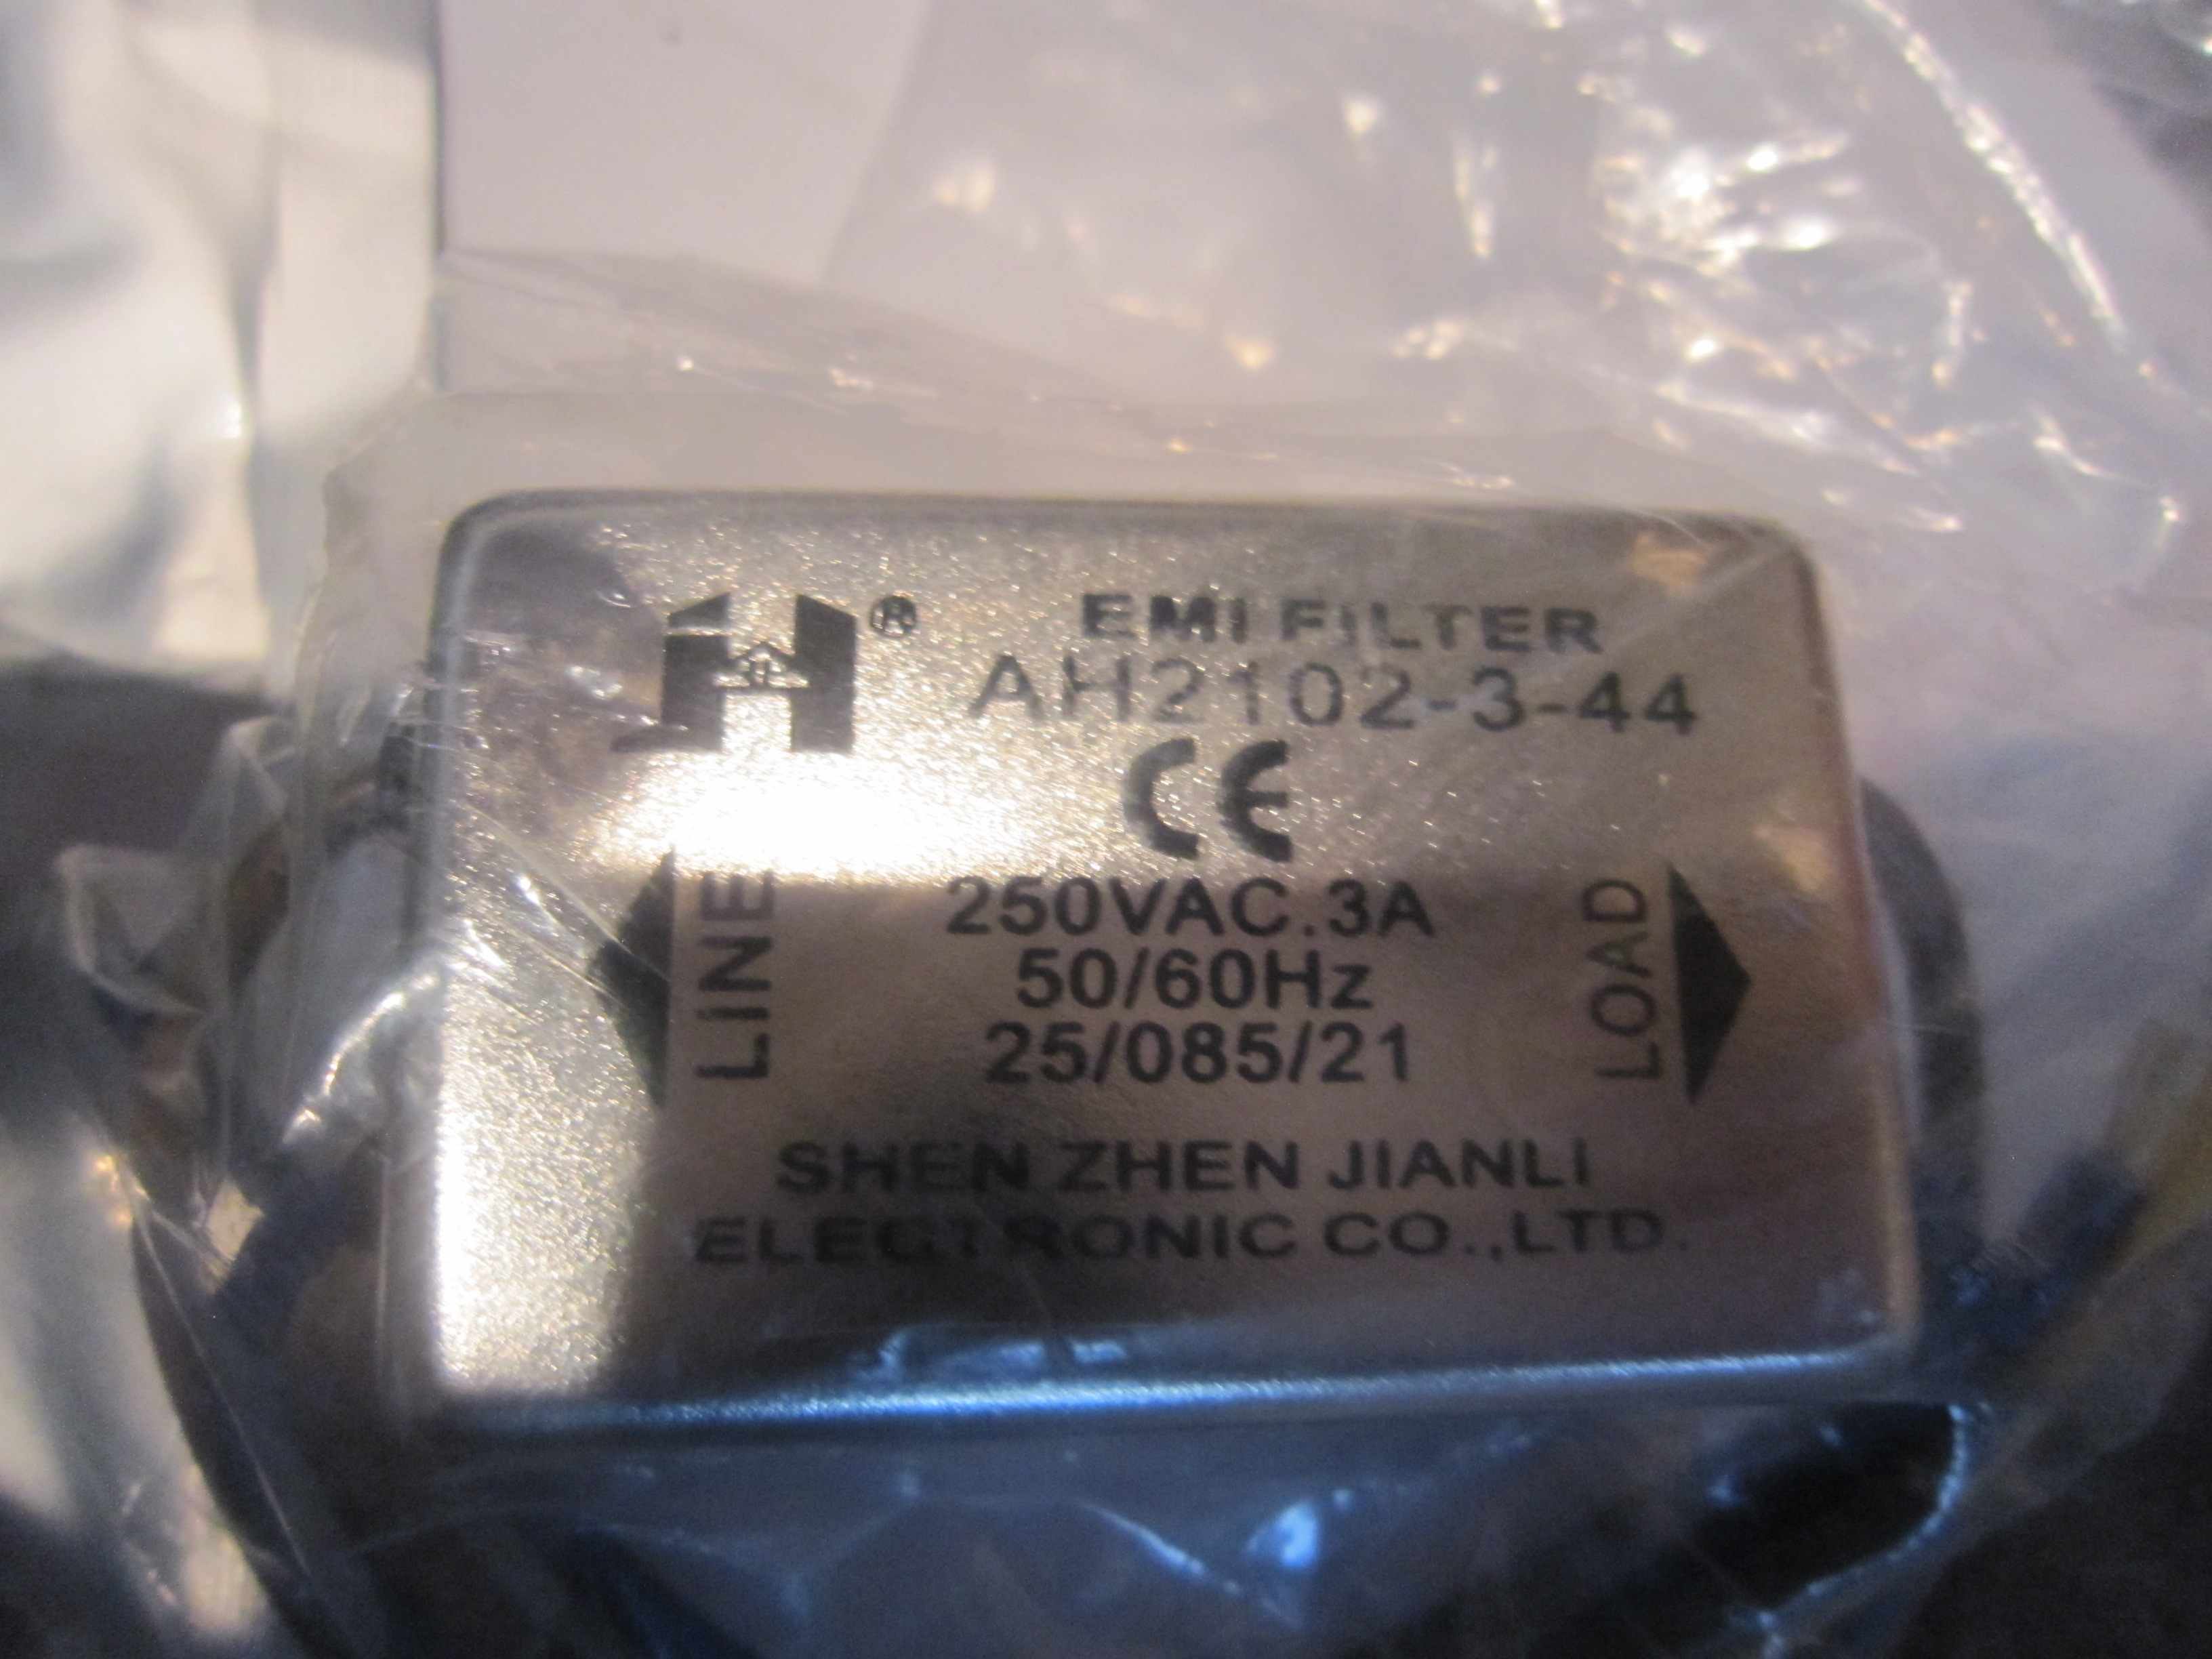 ®
EMI FILTER
AH2102-3-44
CE
LINE
250VAC.3A
50/60Hz
25/085/21
LOAD
SHEN ZHEN JIANLI
ELECTRONIC CO.,LTD.